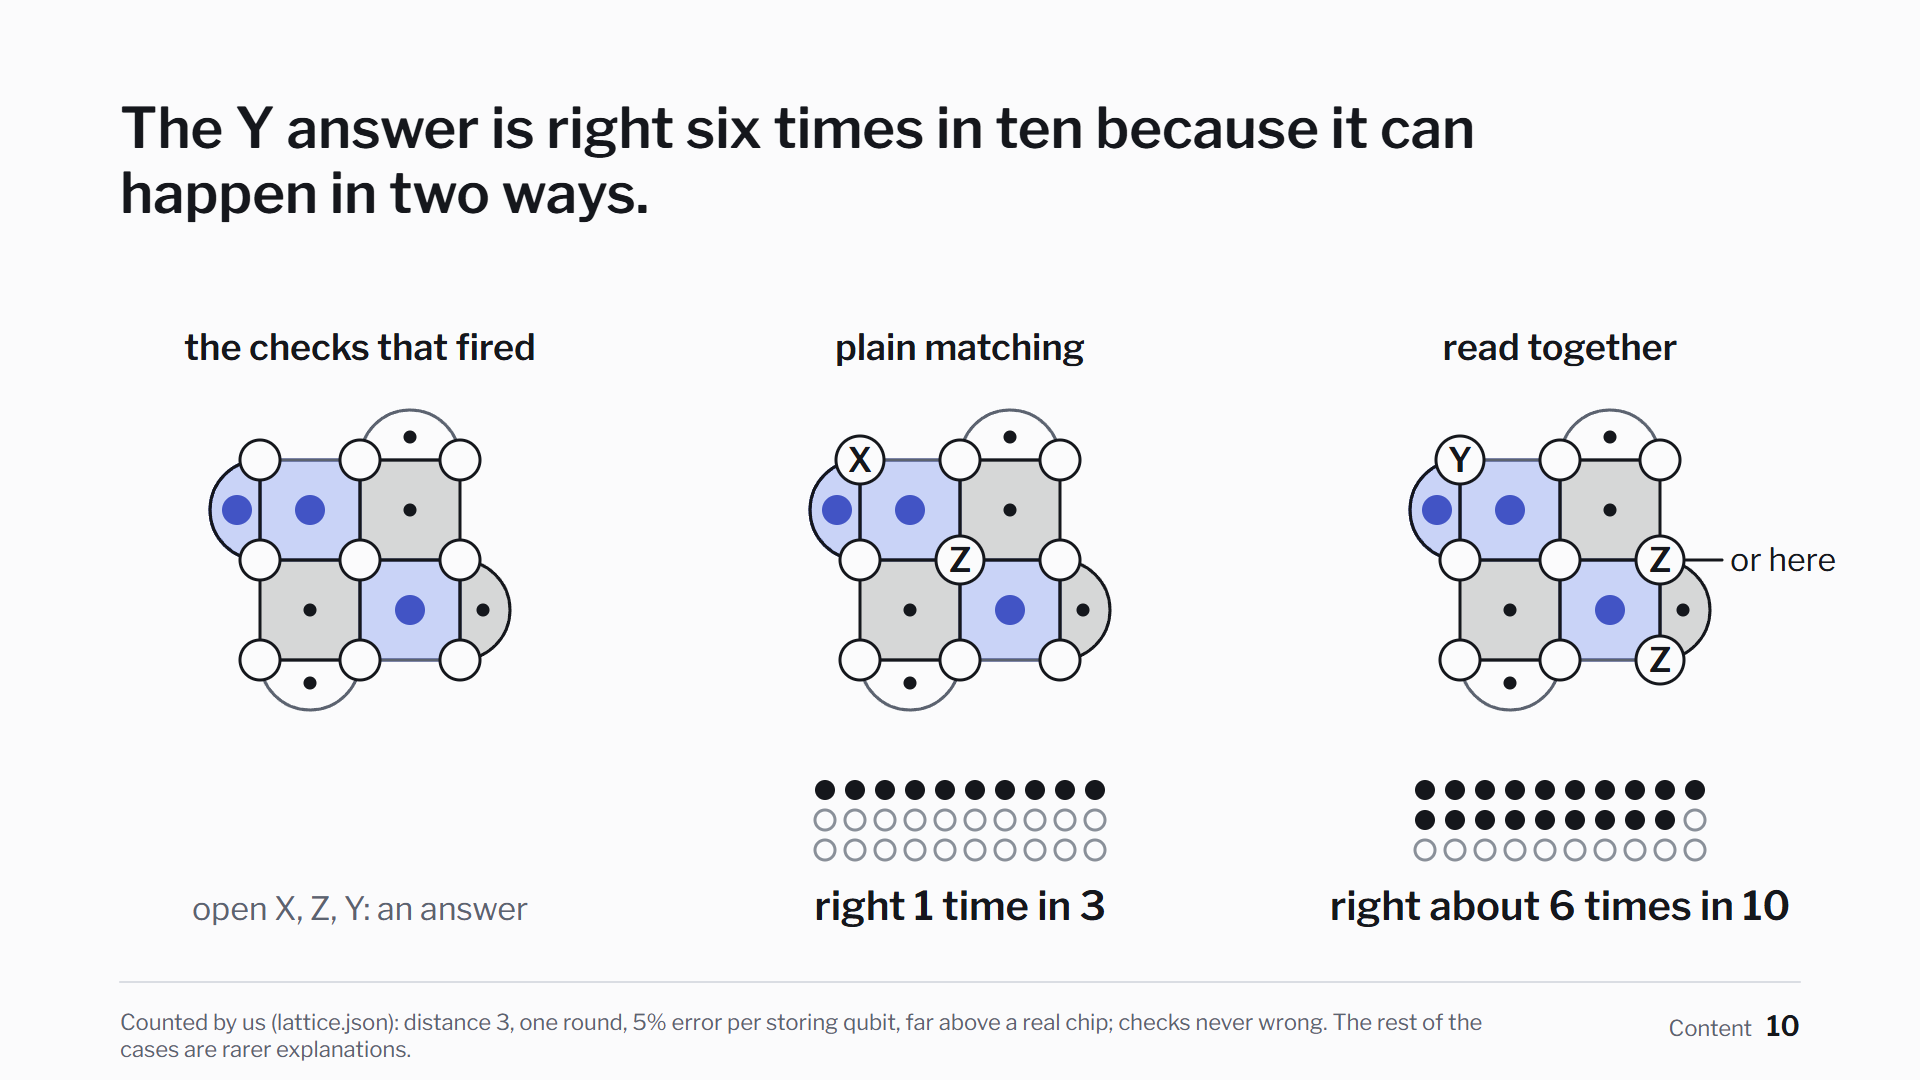 The Y answer is right six times in ten because it can
happen in two ways.
the checks that fired
plain matching
read together
X
Z
Y
Z
or here
Z
open X, Z, Y: an answer
right 1 time in 3
right about 6 times in 10
Counted by us (lattice.json): distance 3, one round, 5% error per storing qubit, far above a real chip; checks never wrong. The rest of the
cases are rarer explanations.
Content 10